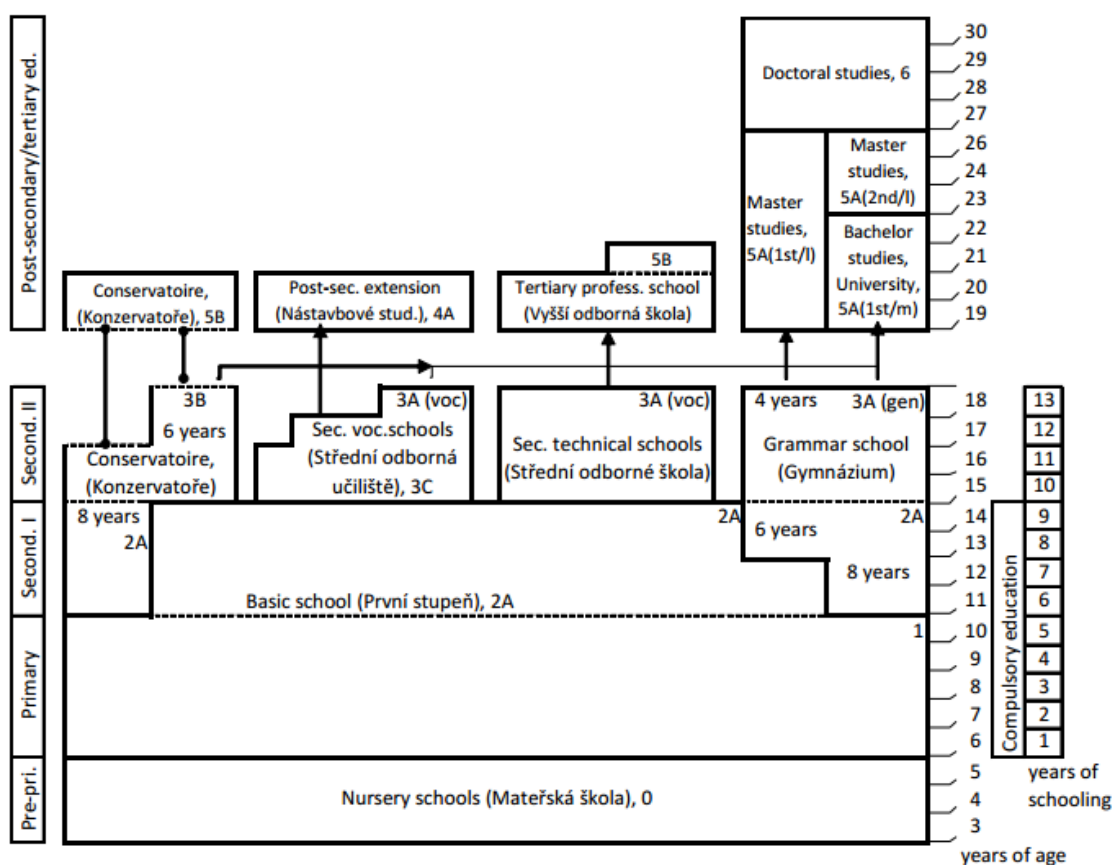 Post-secondary/tertiary ed.
Second. II
Second. I
Primary
Pre-pri.
Doctoral studies, 6
Master
studies,
5A(1st/l)
Master
studies,
5A(2nd/l)
Bachelor
studies,
University,
5A(1st/m)
Conservatoire,
(Konzervatoře), 5B
Post-sec. extension
(Nástavbové stud.), 4A
5B
Tertiary profess. school
(Vyšší odborná škola)
3B
6 years
Conservatoire,
(Konzervatoře)
8 years
2A
3A (voc)
Sec. voc.schools
(Střední odborná
učiliště), 3C
3A (voc)
Sec. technical schools
(Střední odborné škola)
4 years
3A (gen)
Grammar school
(Gymnázium)
2A
6 years
2A
8 years
Basic school (První stupeň), 2A
1
Nursery schools (Mateřská škola), 0
30
29
28
27
26
24
23
22
21
20
19
18
17
16
15
14
13
12
11
10
9
8
7
6
5
4
3
years of age
13
12
11
10
9
8
7
6
5
4
3
2
1
Compulsory education
years of
schooling